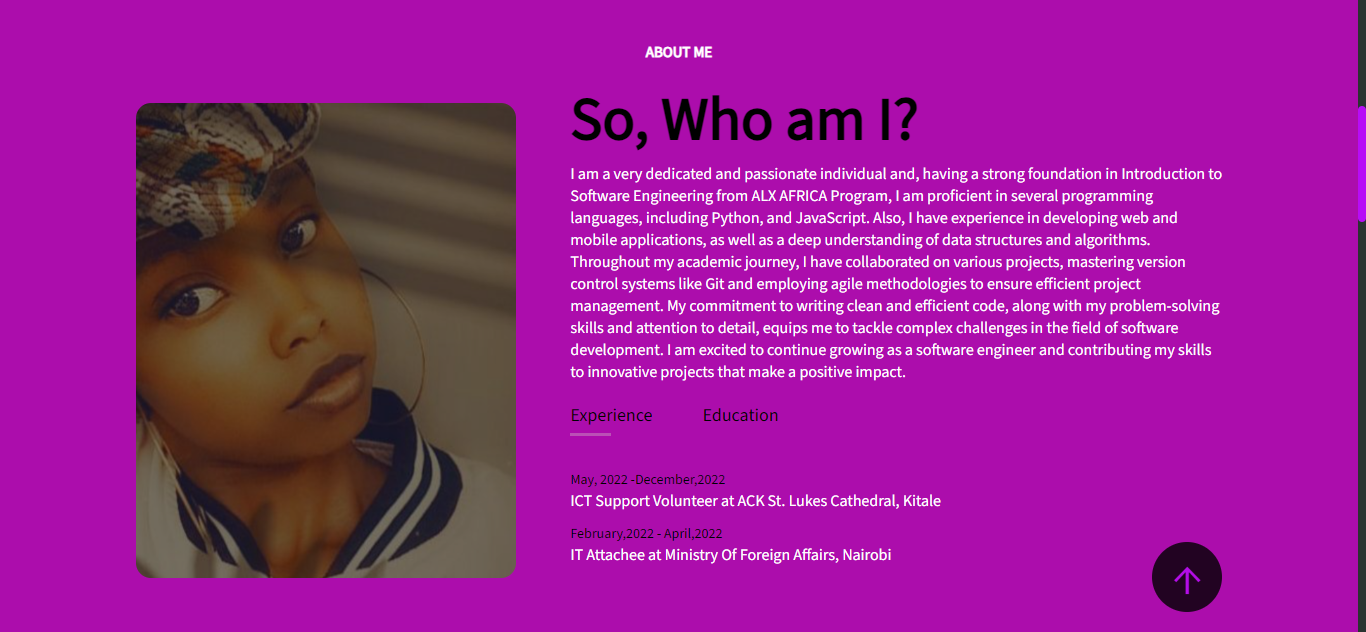 ABOUT ME
So, Who am I?
I am a very dedicated and passionate individual and, having a strong foundation in Introduction to
Software Engineering from ALX AFRICA Program, I am proficient in several programming
languages, including Python, and JavaScript. Also, I have experience in developing web and
mobile applications, as well as a deep understanding of data structures and algorithms.
Throughout my academic journey, I have collaborated on various projects, mastering version
control systems like Git and employing agile methodologies to ensure efficient project
management. My commitment to writing clean and efficient code, along with my problem-solving
skills and attention to detail, equips me to tackle complex challenges in the field of software
development. I am excited to continue growing as a software engineer and contributing my skills
to innovative projects that make a positive impact.
Experience Education
May, 2022 -December,2022
ICT Support Volunteer at ACK St. Lukes Cathedral, Kitale
February,2022 - April,2022
IT Attachee at Ministry Of Foreign Affairs, Nairobi